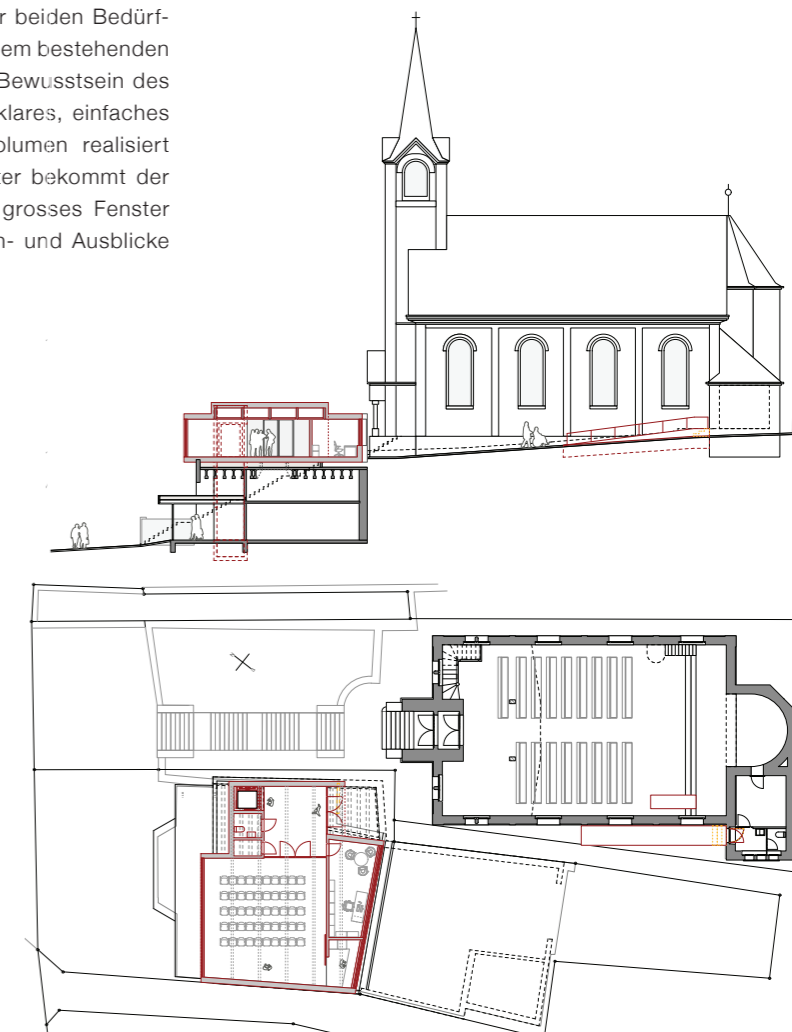 r beiden Bedürf-
em bestehenden
Bewusstsein des
klares, einfaches
olumen realisiert
ter bekommt der
grosses Fenster
n- und Ausblicke